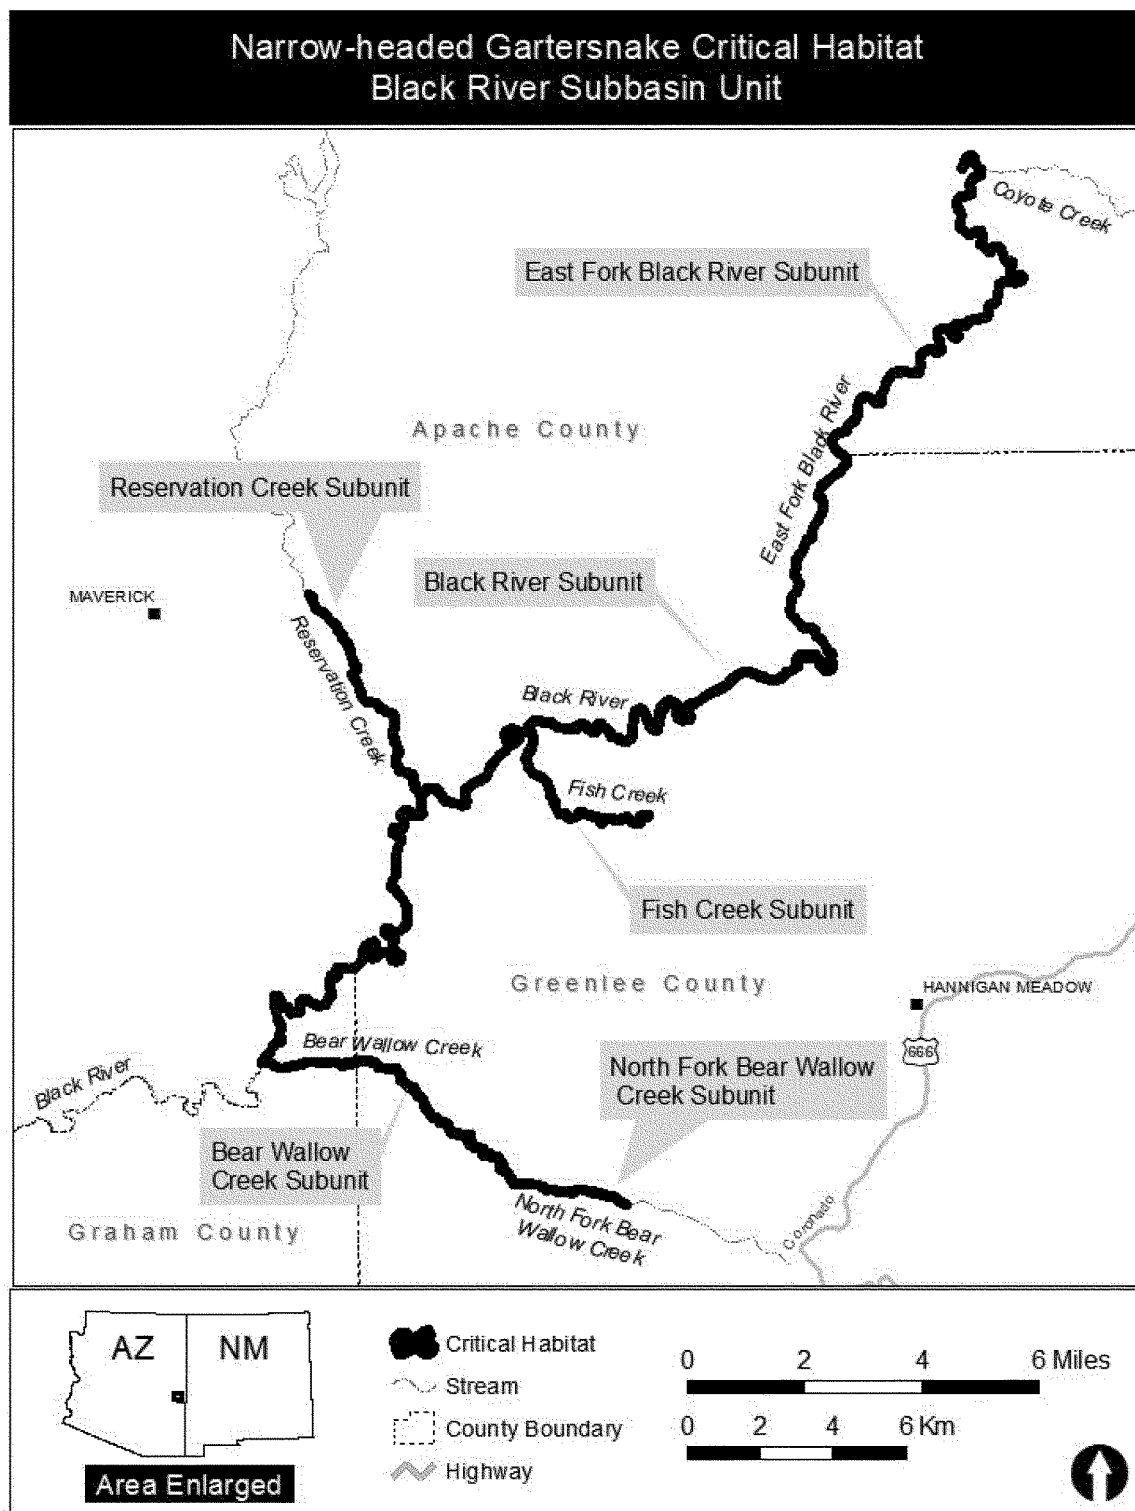 Narrow-headed Gartersnake Critical Habitat
Black River Subbasin Unit
Coyote Creek
East Fork Black River Subunit
East Fork Black River
Apache County
Reservation Creek Subunit
Black River Subunit
MAVERICK
Reservation Creek
Black River
Fish Creek
Fish Creek Subunit
Greenlee County
HANNIGAN MEADOW
666
Bear Wallow Creek
Black River
North Fork Bear Wallow
Creek Subunit
Bear Wallow
Creek Subunit
North Fork Bear
Wallow Creek
Coronado
Graham County
AZ
NM
Area Enlarged
Critical Habitat
Stream
County Boundary
Highway
0 2 4 6 Miles
0 2 4 6 Km